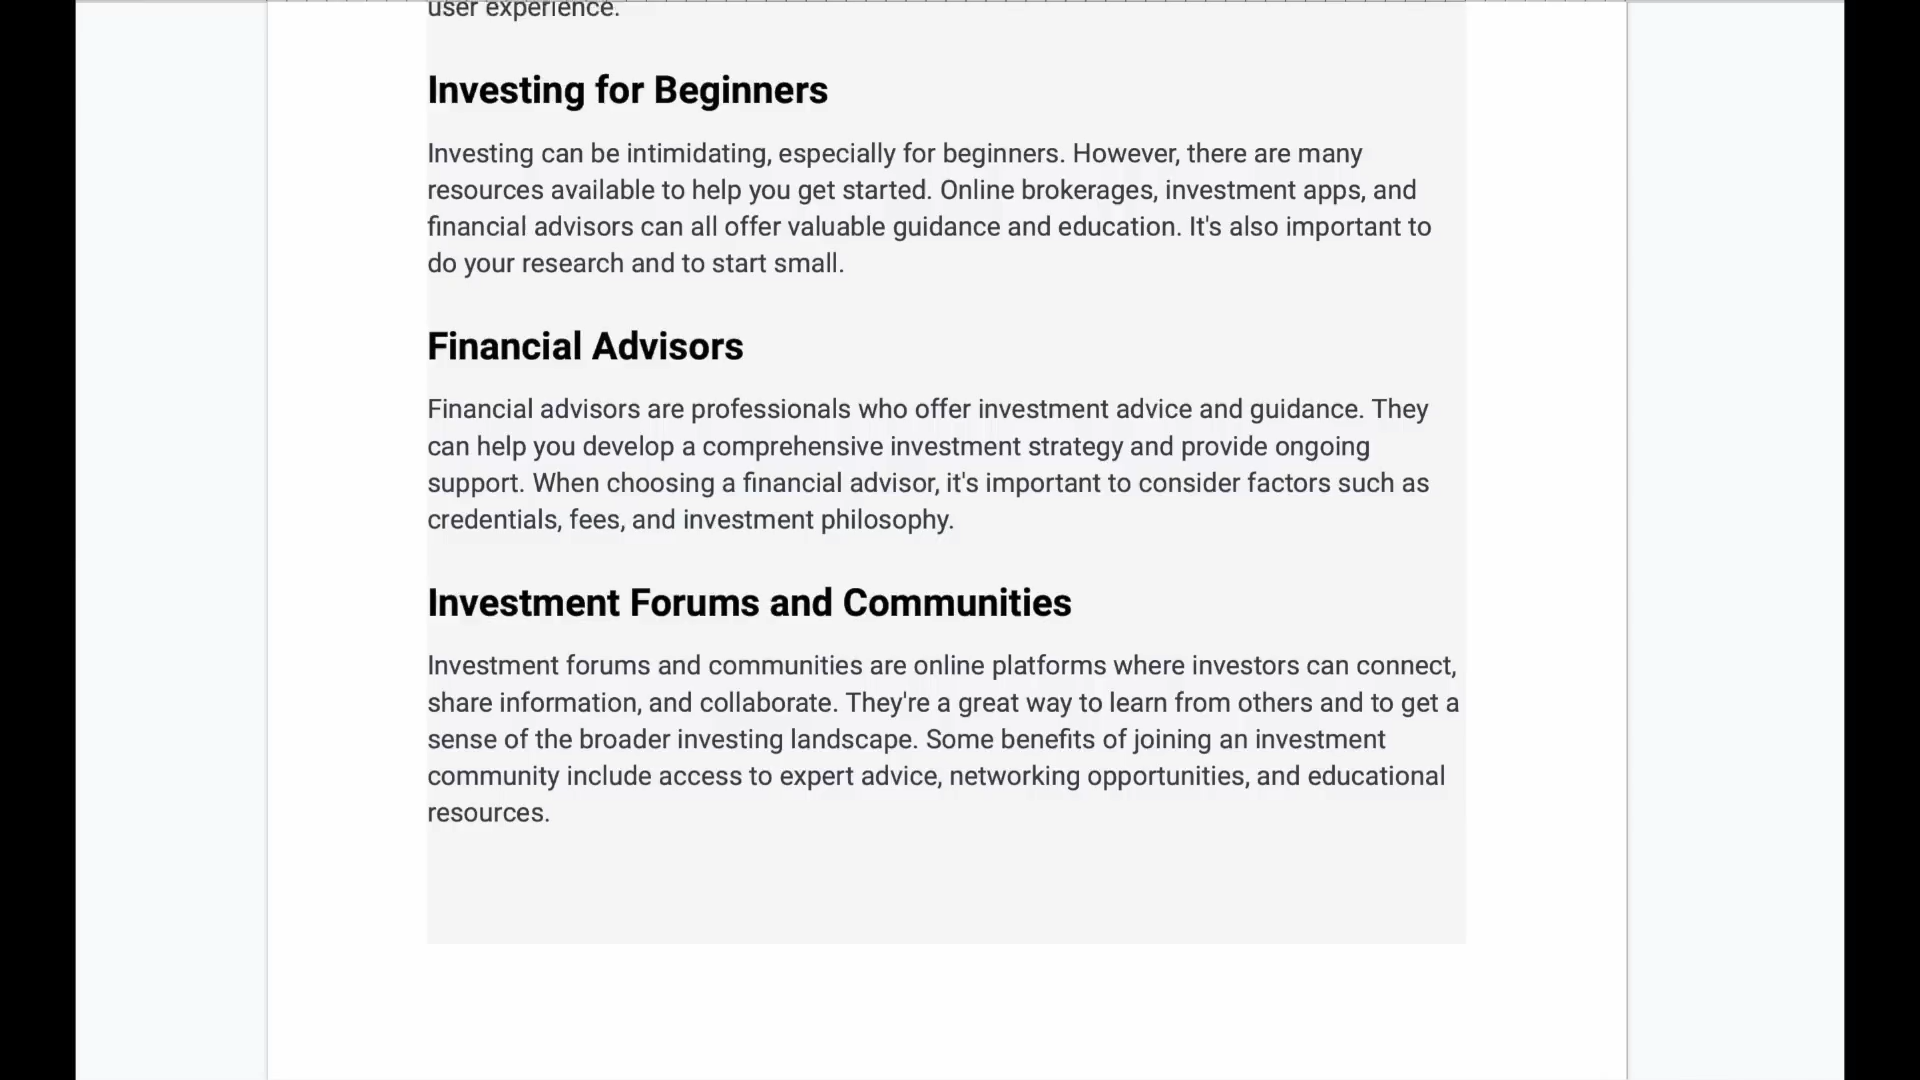 user experience.
Investing for Beginners
Investing can be intimidating, especially for beginners. However, there are many
resources available to help you get started. Online brokerages, investment apps, and
financial advisors can all offer valuable guidance and education. It's also important to
do your research and to start small.
Financial Advisors
Financial advisors are professionals who offer investment advice and guidance. They
can help you develop a comprehensive investment strategy and provide ongoing
support. When choosing a financial advisor, it's important to consider factors such as
credentials, fees, and investment philosophy.
Investment Forums and Communities
Investment forums and communities are online platforms where investors can connect,
share information, and collaborate. They're a great way to learn from others and to get a
sense of the broader investing landscape. Some benefits of joining an investment
community include access to expert advice, networking opportunities, and educational
resources.